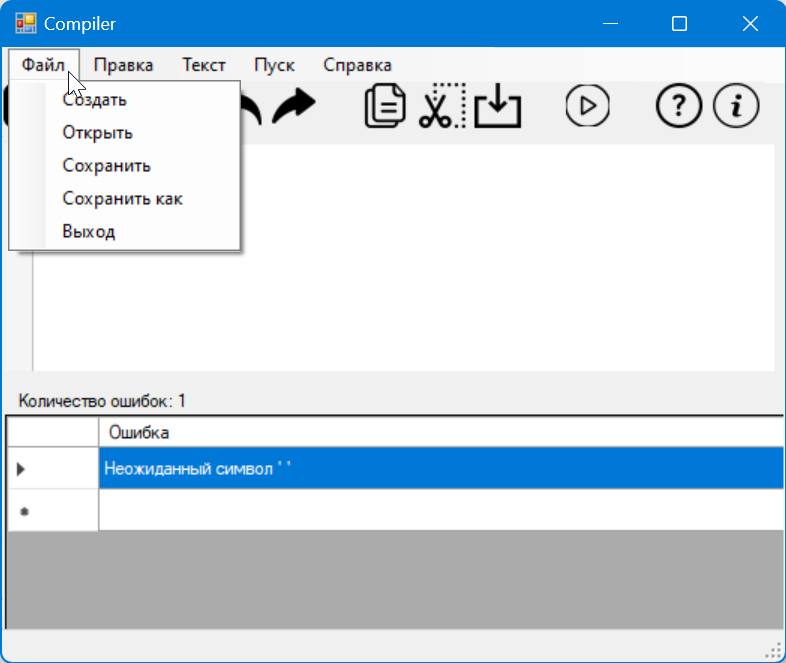 Compiler
Файл Правка Текст Пуск Справка
Создать
Открыть
Сохранить
Сохранить как
Выход
Количество ошибок: 1
Ошибка
Неожиданный символ ' '